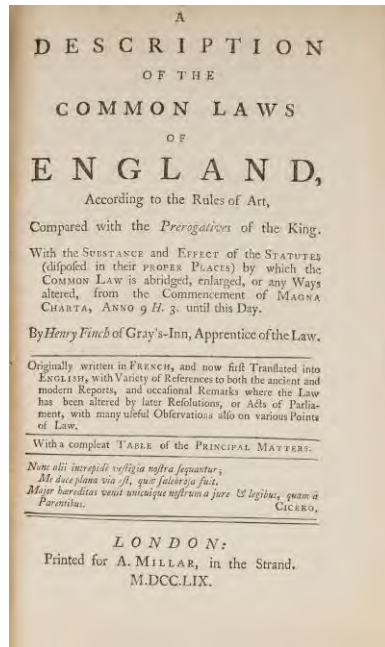 A
DESCRIPTION
OF THE
COMMON LAWS
OF
ENGLAND,
According to the Rules of Art,
Compared with the Prerogatives of the King.
With the SUBSTANCE and EFFECT of the STATUTES
(diſpoſed in their PROPER PLACES) by which the
COMMON LAW is abridged, enlarged, or any Ways
altered, from the Commencement of MAGNA
CHARTA, ANNO 9 H. 3. until this Day.
By Henry Finch of Gray's-Inn, Apprentice of the Law.
Originally written in FRENCH, and now firſt Tranſlated into
ENGLISH, with Variety of References to both the ancient and
modern Reports, and occaſional Remarks where the Law
has been altered by later Reſolutions, or Acts of Parlia-
ment, with many uſeful Obſervations alſo on various Points
of Law.
With a compleat TABLE of the PRINCIPAL MATTERS.
Nunc alii intrepidè veſtigia noſtra ſequantur;
Me duce plana via eſt, quæ ſalebroſa fuit.
Major hæreditas venit unicuique noſtrum a jure & legibus, quam à
Parentibus. CICERO.
LONDON:
Printed for A. MILLAR, in the Strand.
M.DCC.LIX.